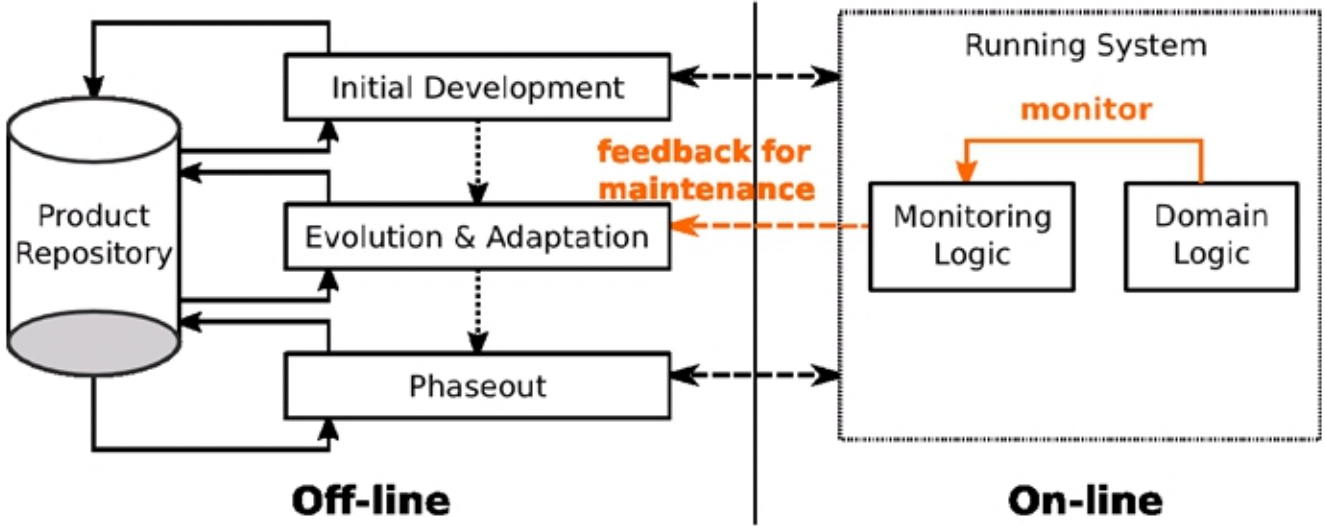 Initial Development
Running System
monitor
feedback for
maintenance
Product
Repository
Evolution & Adaptation
Monitoring
Logic
Domain
Logic
Phaseout
Off-line
On-line